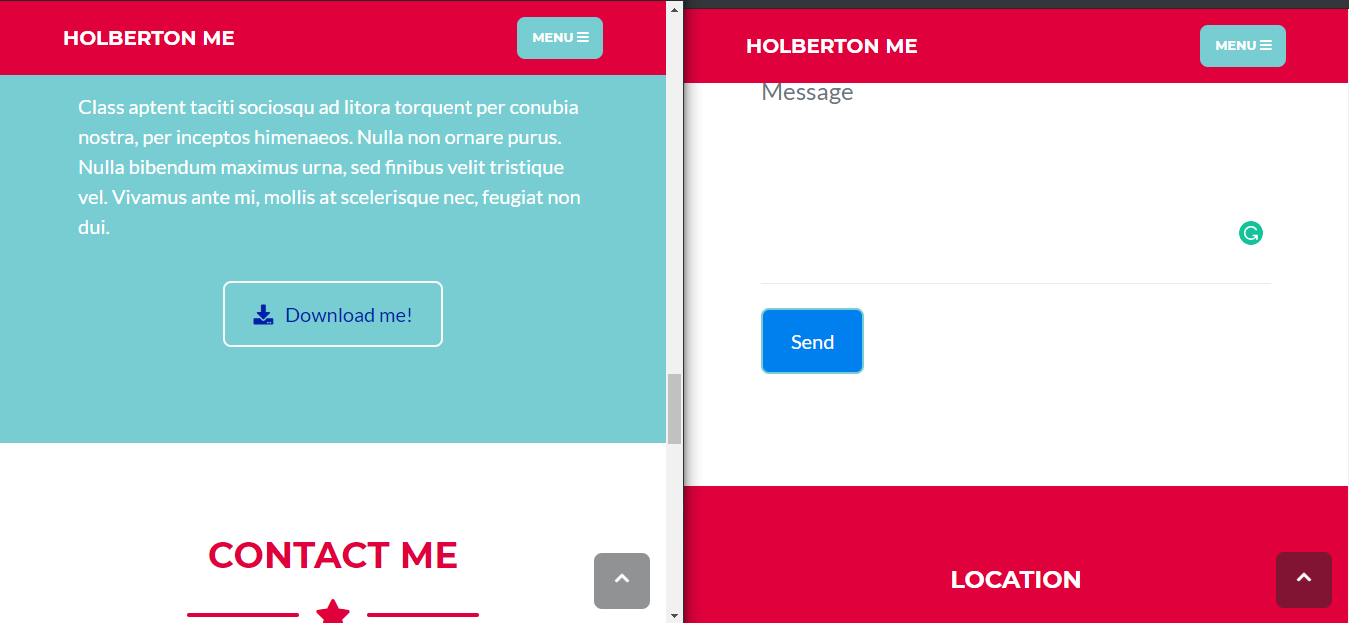 HOLBERTON ME
MENU
Class aptent taciti sociosqu ad litora torquent per conubia
nostra, per inceptos himenaeos. Nulla non ornare purus.
Nulla bibendum maximus urna, sed finibus velit tristique
vel. Vivamus ante mi, mollis at scelerisque nec, feugiat non
dui.
Download me!
CONTACT ME
HOLBERTON ME
MENU
Message
Send
LOCATION